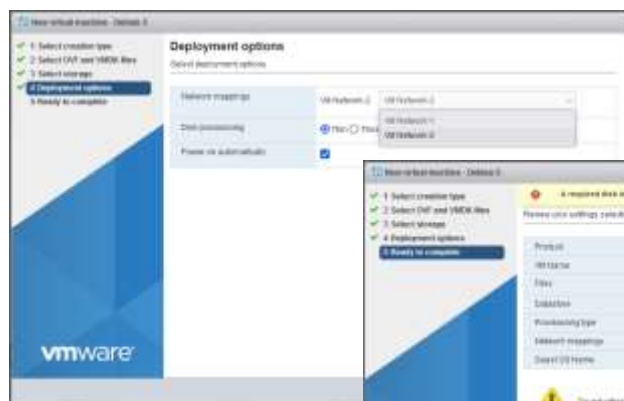 New virtual machine - Debian 5
1 Select creation type
2 Select OVF and VMDK files
3 Select storage
4 Deployment options
5 Ready to complete
Deployment options
Select deployment options
Network mappings
VM Network 2
VM Network 2
VM Network 1
VM Network 2
Disk provisioning
Thin
Power on automatically
vmware
New virtual machine - Debian 5
1 Select creation type
2 Select OVF and VMDK files
3 Select storage
4 Deployment options
5 Ready to complete
A required disk
Review your settings
Product
VM Name
Files
Datastore
Provisioning type
Network mappings
Guest OS Name